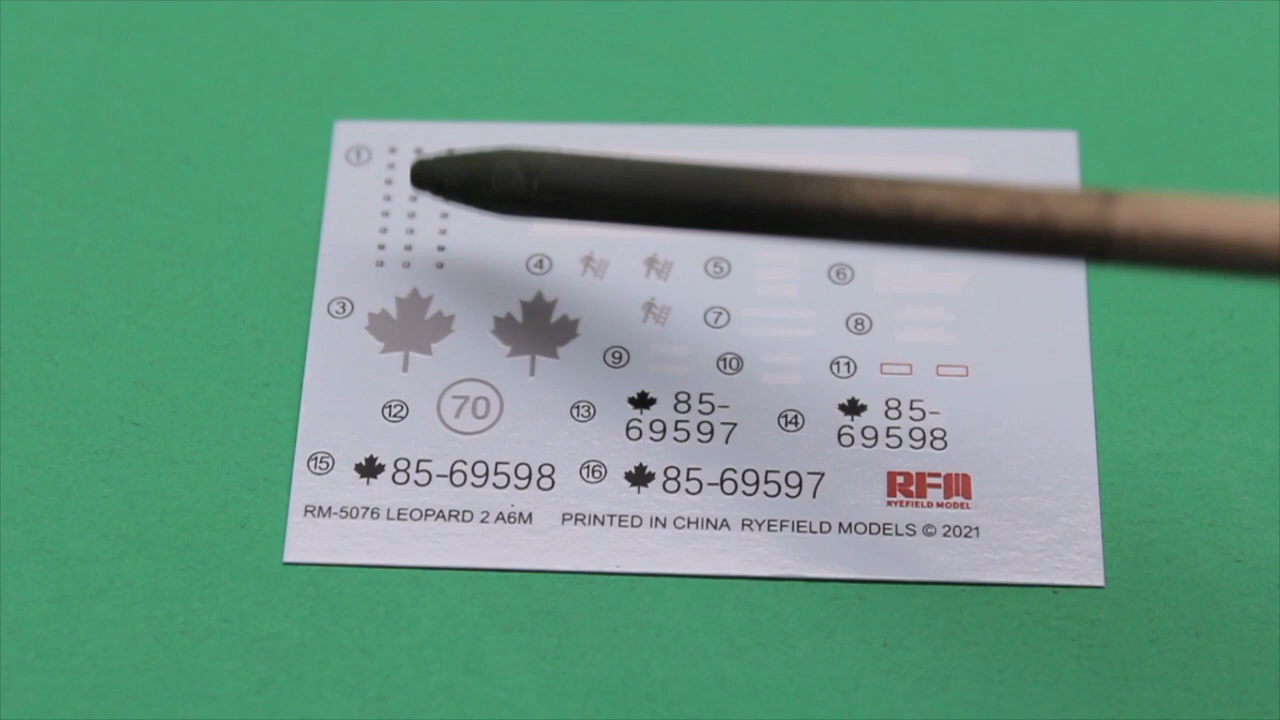 ①
④ ⑤ ⑥
③ ⑦ ⑧
⑨ ⑩ ⑪
⑫ 70 ⑬ 85-69597 ⑭ 85-69598
⑮ 85-69598 ⑯ 85-69597 RFM
RYEFIELD MODEL
RM-5076 LEOPARD 2 A6M PRINTED IN CHINA RYEFIELD MODELS © 2021